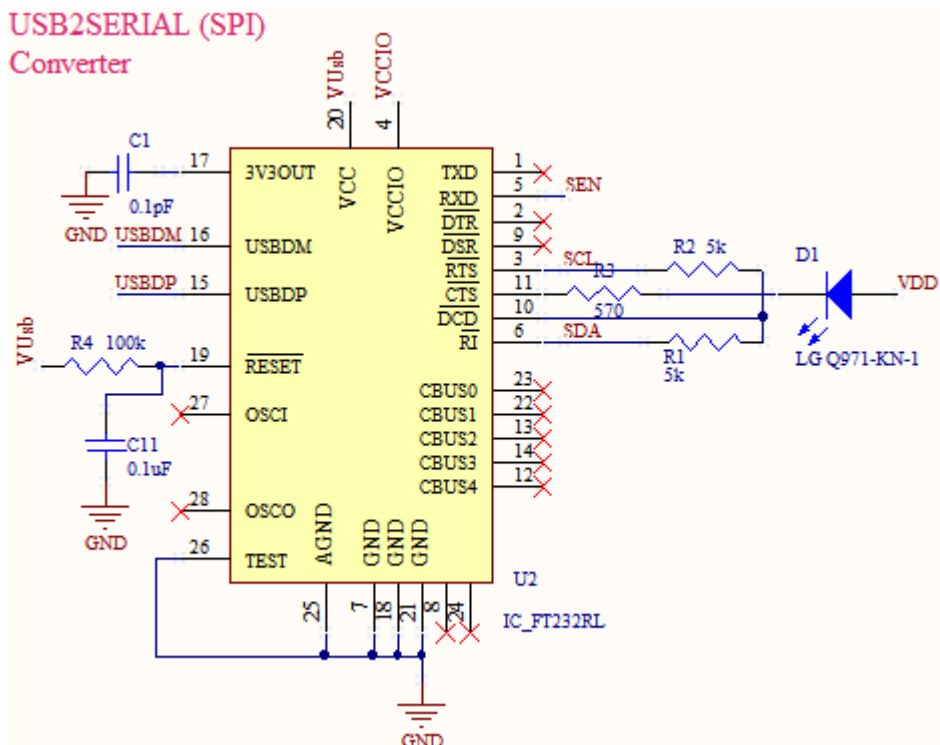 USB2SERIAL (SPI)
Converter
VUsb
VCCIO
20
4
C1
17
3V3OUT
VCC
VCCIO
TXD
1
0.1pF
GND
RXD
5
SEN
USBDM
16
USBDM
DTR
2
DSR
9
RTS
3
SCL
R2 5k
D1
USBDP
15
USBDP
CTS
11
R3
VDD
DCD
10
570
RI
6
SDA
R1
5k
LG Q971-KN-1
VUsb
R4 100k
19
RESET
CBUS0
23
27
OSCI
CBUS1
22
CBUS2
13
C11
0.1uF
CBUS3
14
CBUS4
12
GND
28
OSCO
26
TEST
AGND
GND
GND
GND
U2
25
7
18
21
8
24
IC_FT232RL
GND